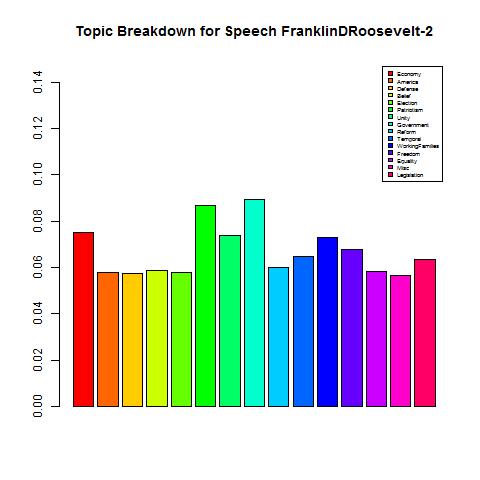 Topic Breakdown for Speech FranklinDRoosevelt-2
0.14
0.12
0.10
0.08
0.06
0.04
0.02
0.00
Economy
America
Defense
Belief
Election
Patriotism
Unity
Government
Reform
Temporal
WorkingFamilies
Freedom
Equality
Misc
Legislation